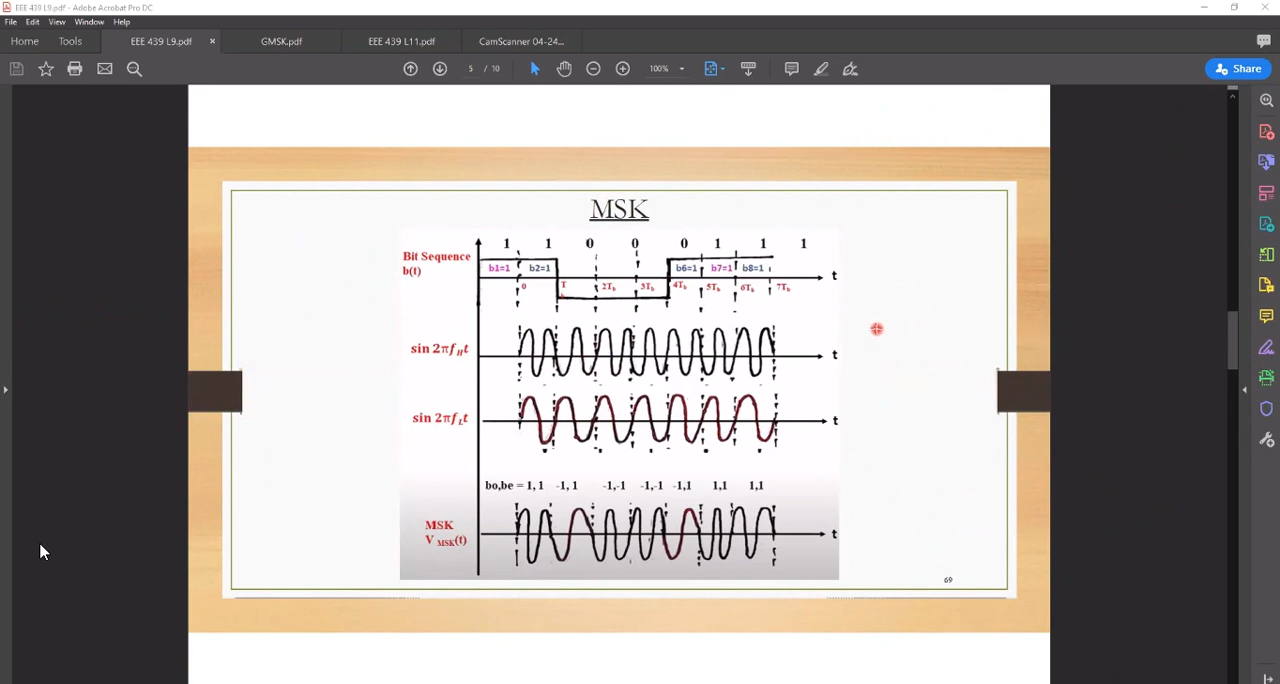 EEE 439 L9.pdf - Adobe Acrobat Pro DC
File Edit View Window Help
Home Tools EEE 439 L9.pdf × GMSK.pdf EEE 439 L11.pdf CamScanner 04-24...
5 / 10 100% Share
MSK
1 1 0 0 0 1 1 1
Bit Sequence
b(t)
b1=1 b2=1 b6=1 b7=1 b8=1
t
0 T 2Tb 3Tb 4Tb 5Tb 6Tb 7Tb
b
sin 2πfHt t
sin 2πfLt t
bo,be = 1, 1 -1, 1 -1,-1 -1,-1 -1,1 1,1 1,1
MSK
V MSK(t) t
69